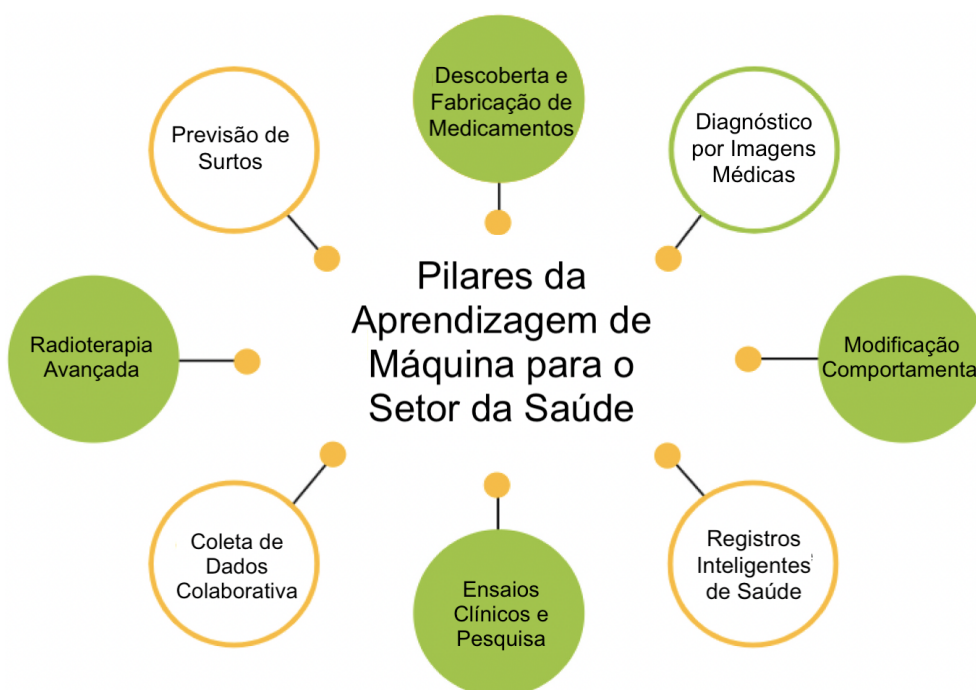 Descoberta e
Fabricação de
Medicamentos
Previsão de
Surtos
Diagnóstico
por Imagens
Médicas
Pilares da
Aprendizagem de
Máquina para o
Setor da Saúde
Radioterapia
Avançada
Modificação
Comportamenta
Coleta de
Dados
Colaborativa
Ensaios
Clínicos e
Pesquisa
Registros
Inteligentes
de Saúde